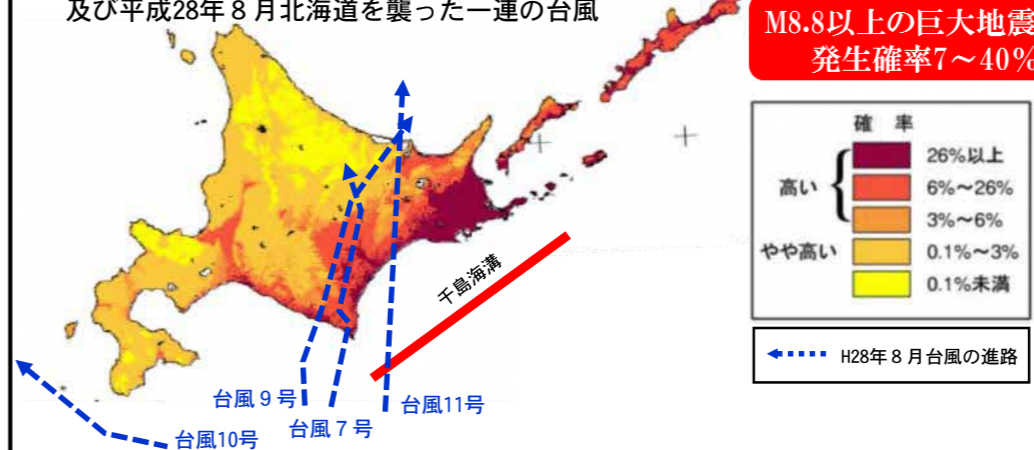 及び平成28年８月北海道を襲った一連の台風
M8.8以上の巨大地震
発生確率7～40%
確　率
高い
26%以上
6%～26%
3%～6%
やや高い
0.1%～3%
0.1%未満
千島海溝
H28年８月台風の進路
台風９号
台風11号
台風７号
台風10号